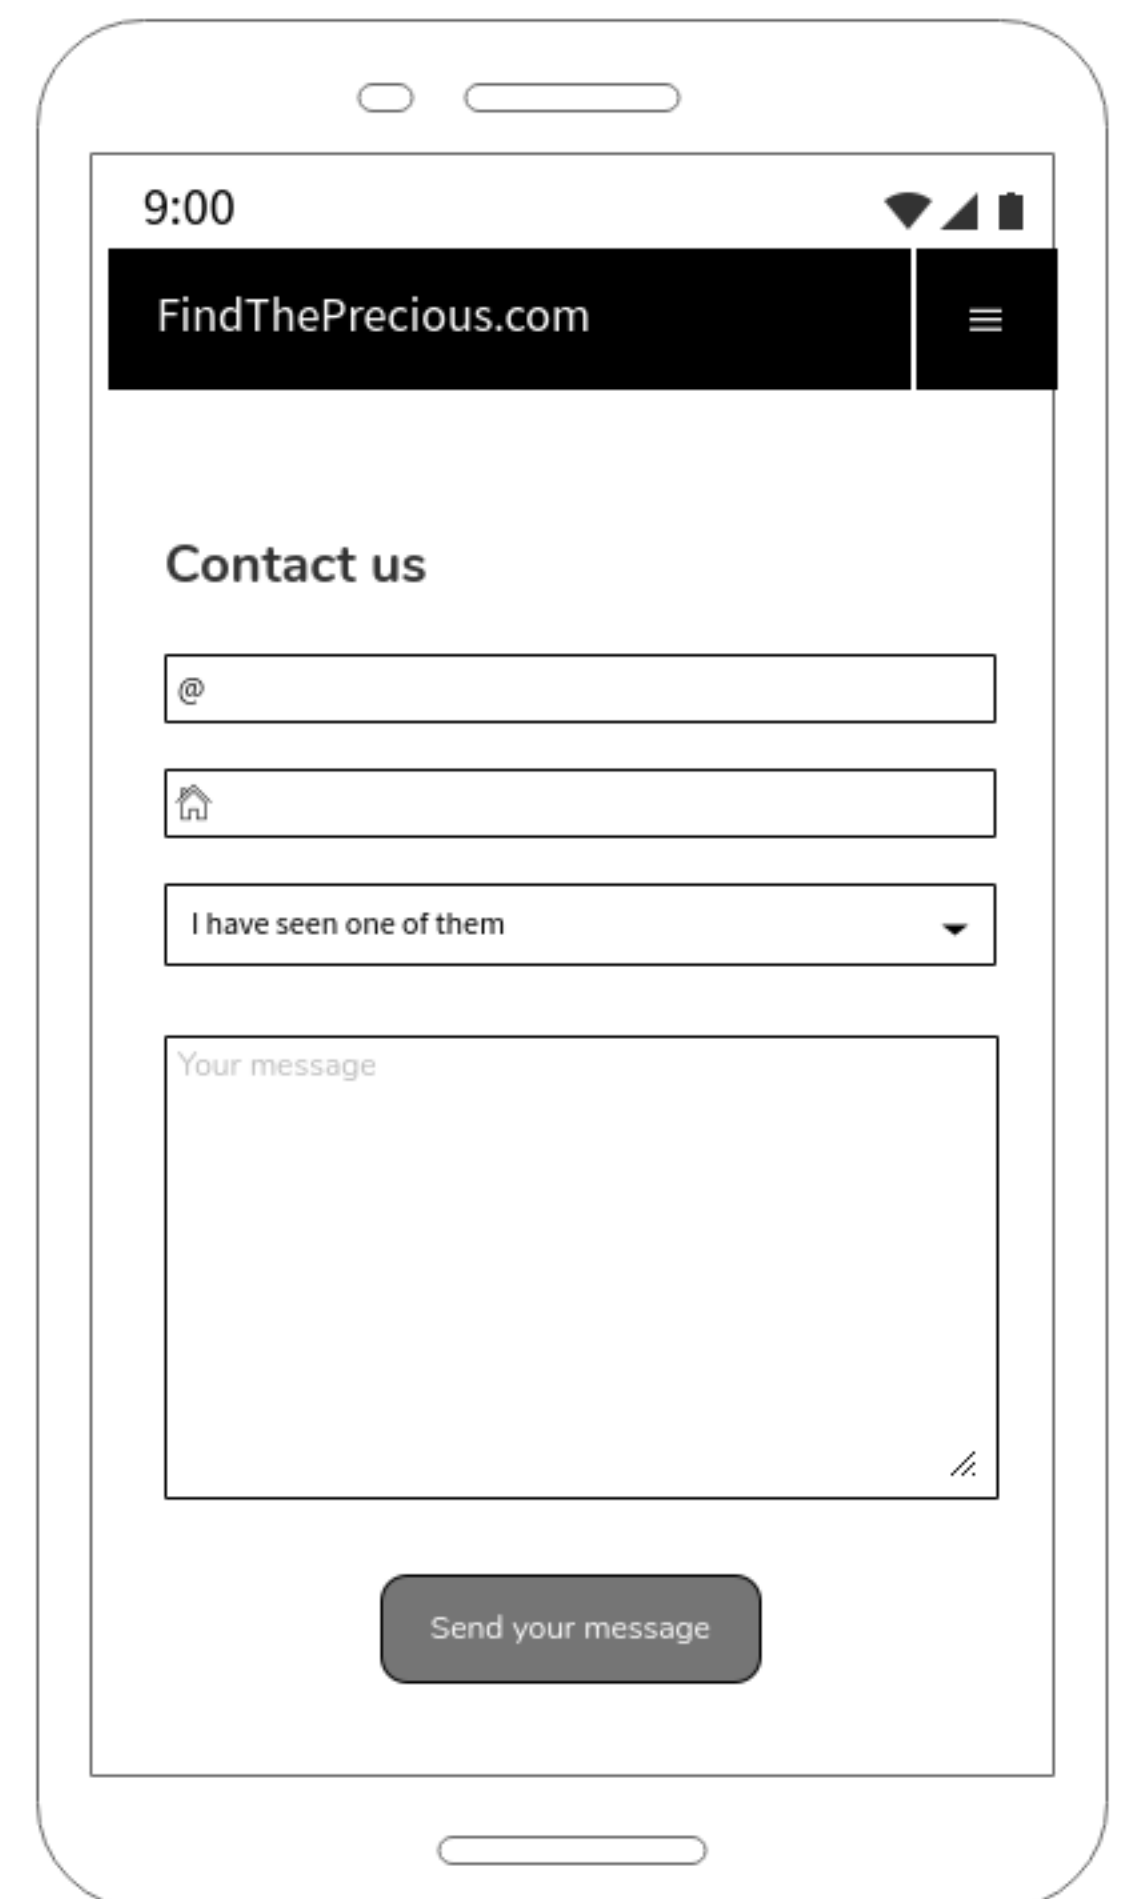 9:00
FindThePrecious.com
Contact us
@
I have seen one of them
Your message
Send your message